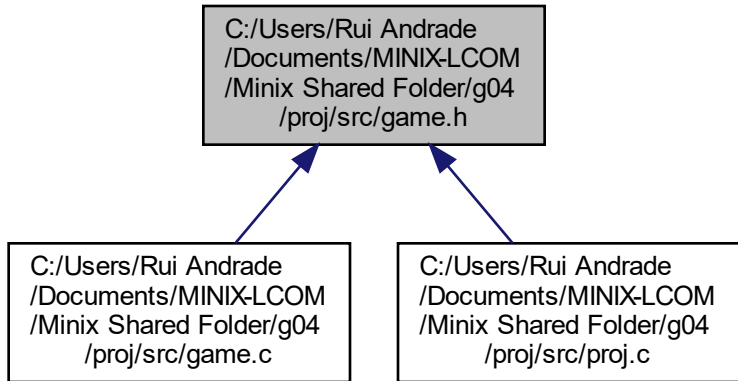 C:/Users/Rui Andrade
/Documents/MINIX-LCOM
/Minix Shared Folder/g04
/proj/src/game.h
C:/Users/Rui Andrade
/Documents/MINIX-LCOM
/Minix Shared Folder/g04
/proj/src/game.c
C:/Users/Rui Andrade
/Documents/MINIX-LCOM
/Minix Shared Folder/g04
/proj/src/proj.c